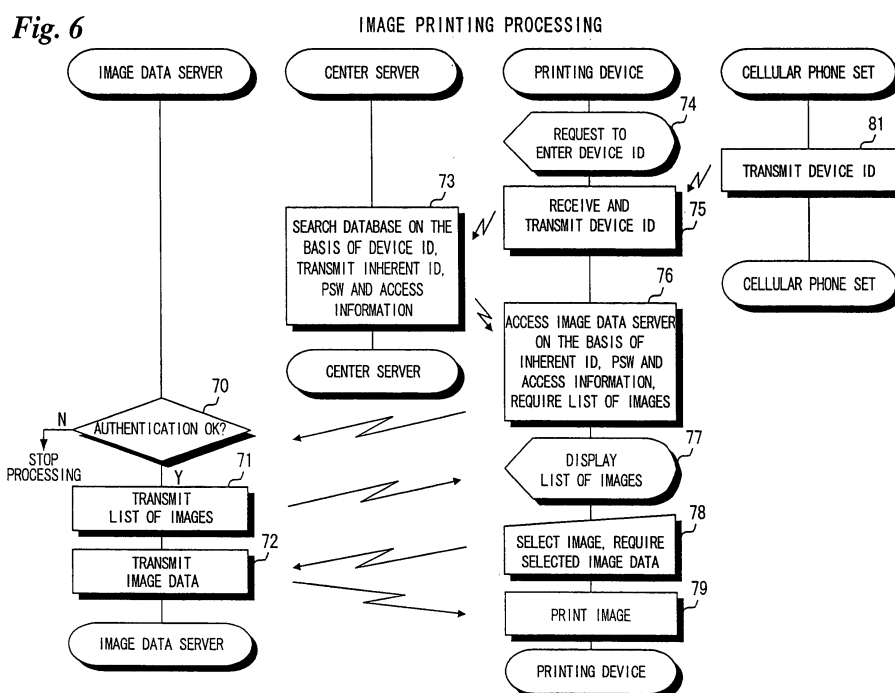 Fig. 6
IMAGE PRINTING PROCESSING
IMAGE DATA SERVER
CENTER SERVER
PRINTING DEVICE
CELLULAR PHONE SET
74
REQUEST TO
ENTER DEVICE ID
81
TRANSMIT DEVICE ID
73
SEARCH DATABASE ON THE
BASIS OF DEVICE ID,
TRANSMIT INHERENT ID,
PSW AND ACCESS
INFORMATION
RECEIVE AND
TRANSMIT DEVICE ID
75
CELLULAR PHONE SET
76
ACCESS IMAGE DATA SERVER
ON THE BASIS OF
INHERENT ID, PSW AND
ACCESS INFORMATION,
REQUIRE LIST OF IMAGES
CENTER SERVER
70
AUTHENTICATION OK?
N
STOP
PROCESSING
Y
77
DISPLAY
LIST OF IMAGES
71
TRANSMIT
LIST OF IMAGES
78
SELECT IMAGE, REQUIRE
SELECTED IMAGE DATA
72
TRANSMIT
IMAGE DATA
79
PRINT IMAGE
IMAGE DATA SERVER
PRINTING DEVICE